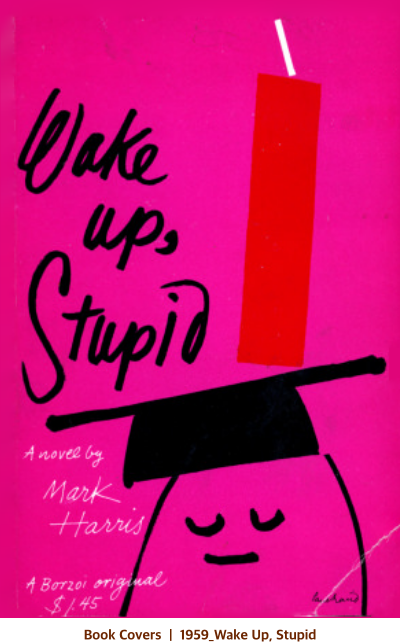 Wake
up,
Stupid
A novel by
Mark
Harris
A Borzoi original
$1.45
Book Covers | 1959_Wake Up, Stupid